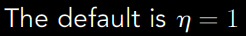 The default is η = 1